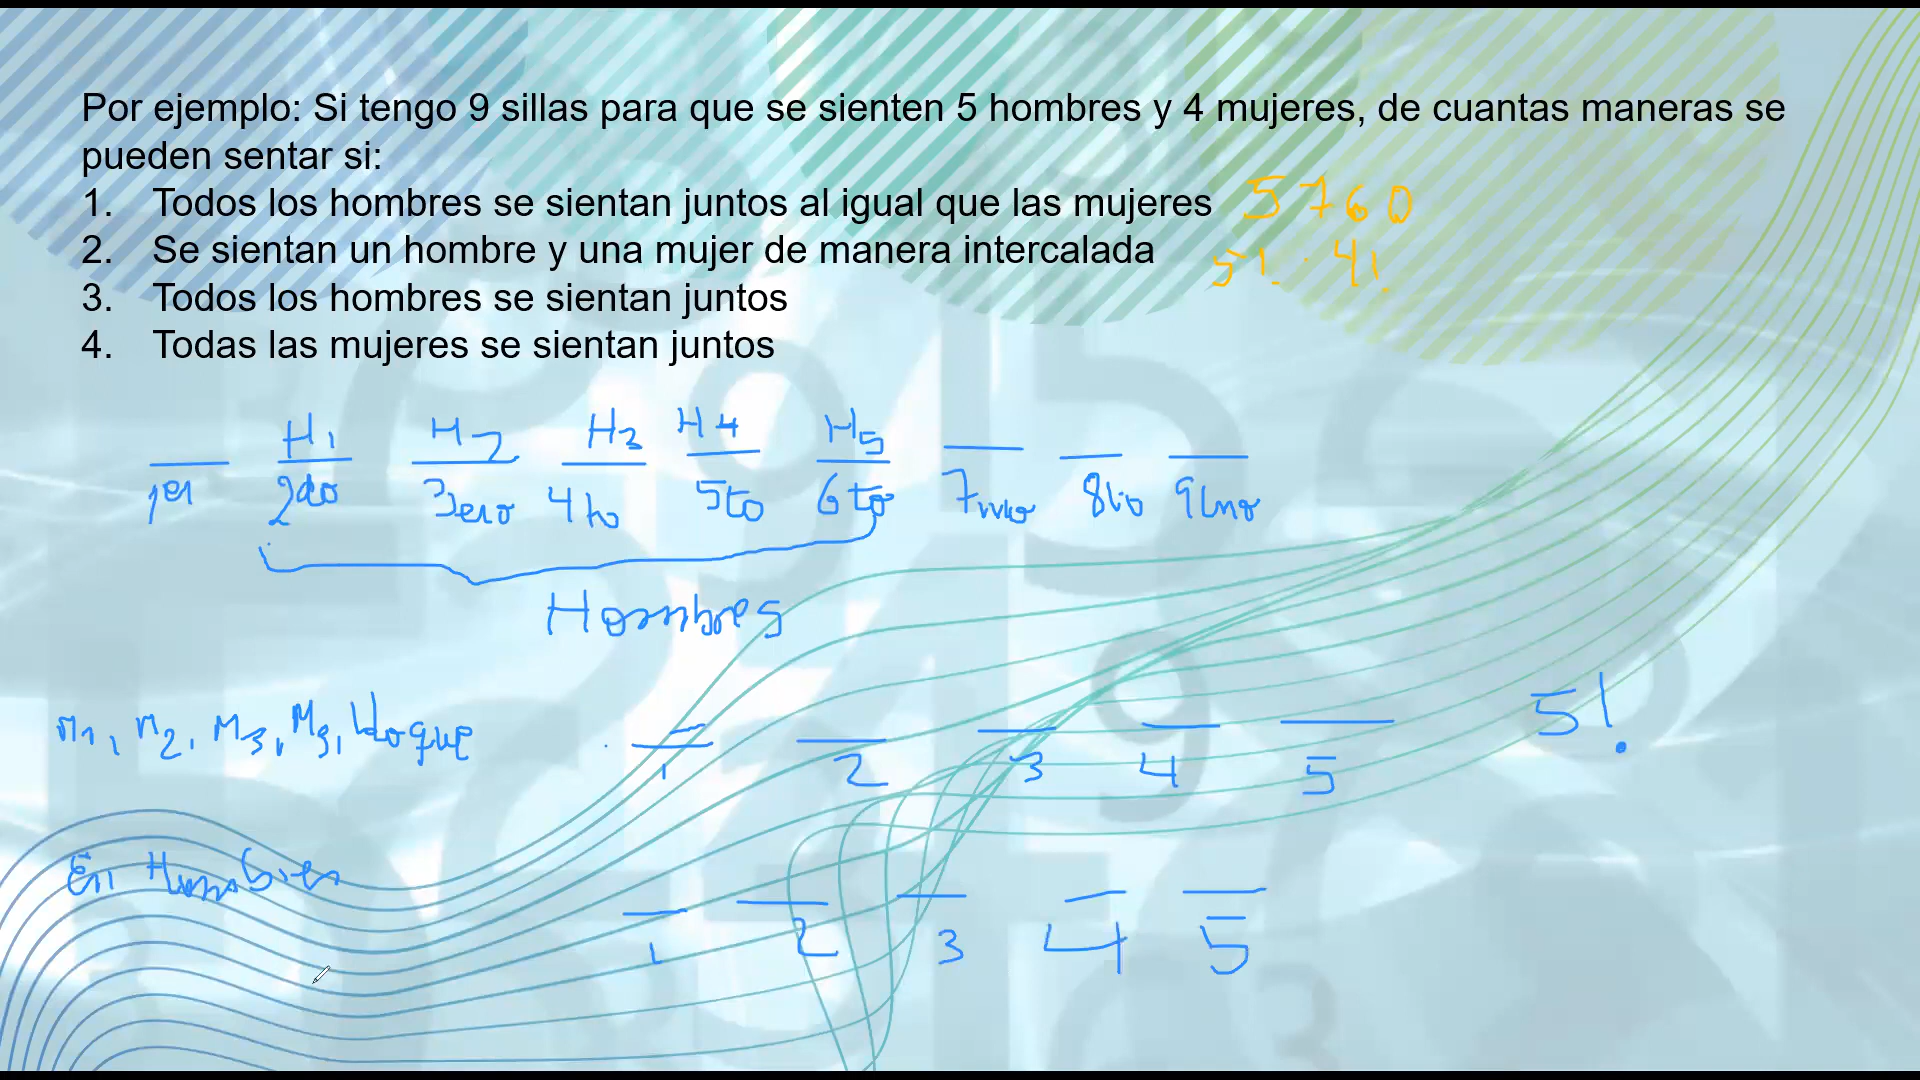 Por ejemplo: Si tengo 9 sillas para que se sienten 5 hombres y 4 mujeres, de cuantas maneras se
pueden sentar si:
1. Todos los hombres se sientan juntos al igual que las mujeres 5760
2. Se sientan un hombre y una mujer de manera intercalada 5! · 4!
3. Todos los hombres se sientan juntos
4. Todas las mujeres se sientan juntos
H1 H2 H3 H4 H5
1er 2do 3ero 4to 5to 6to 7mo 8vo 9no
Hombres
M1, M2, M3, M3, bloque
1 2 3 4 5 5!
En Hombres
1 2 3 4 5